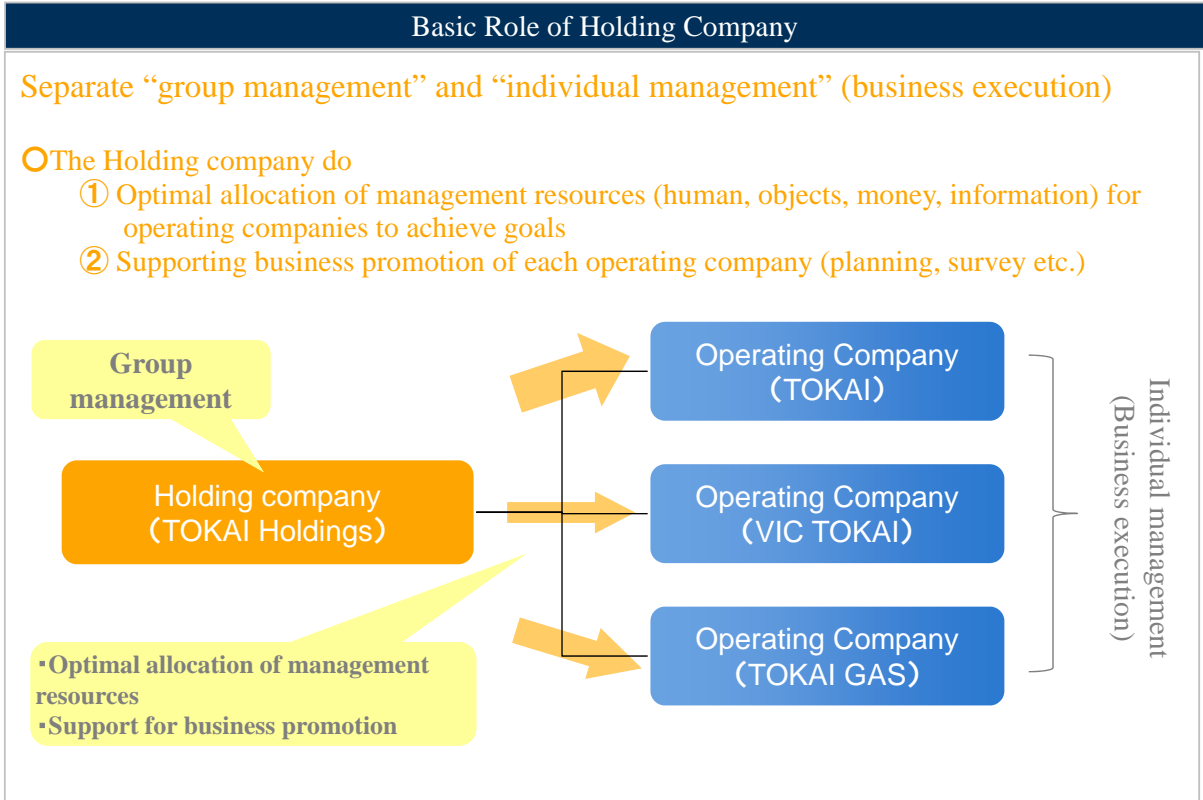 Basic Role of Holding Company
Separate “group management” and “individual management” (business execution)
○The Holding company do
① Optimal allocation of management resources (human, objects, money, information) for
operating companies to achieve goals
② Supporting business promotion of each operating company (planning, survey etc.)
Group
management
Holding company
（TOKAI Holdings）
・Optimal allocation of management
resources
・Support for business promotion
Operating Company
（TOKAI）
Operating Company
（VIC TOKAI）
Operating Company
（TOKAI GAS）
Individual management
(Business execution)